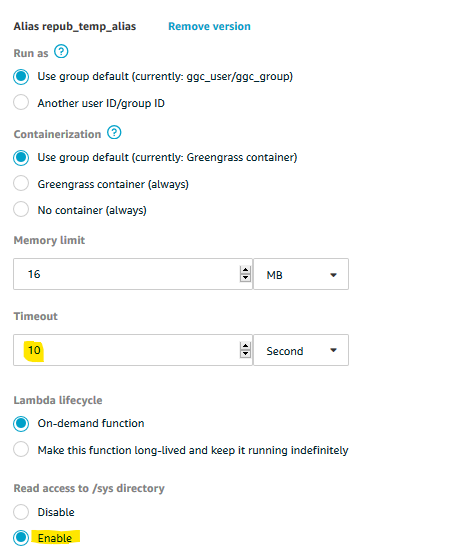 Alias repub_temp_alias Remove version
Run as ?
Use group default (currently: ggc_user/ggc_group)
Another user ID/group ID
Containerization ?
Use group default (currently: Greengrass container)
Greengrass container (always)
No container (always)
Memory limit
16 MB
Timeout
10 Second
Lambda lifecycle
On-demand function
Make this function long-lived and keep it running indefinitely
Read access to /sys directory
Disable
Enable